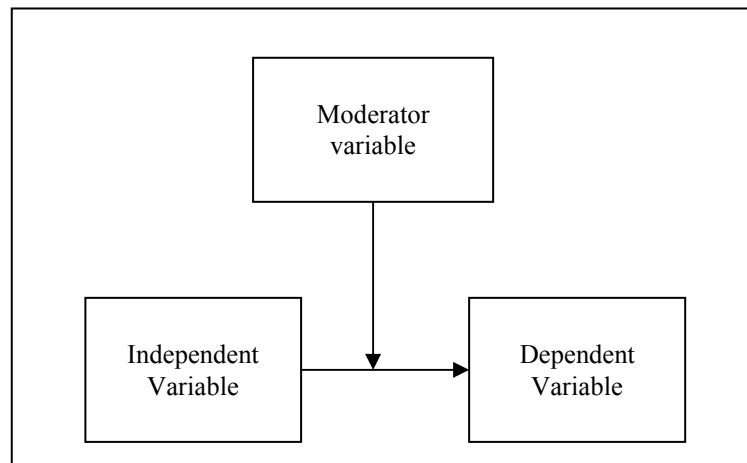 Moderator
variable
Independent
Variable
Dependent
Variable